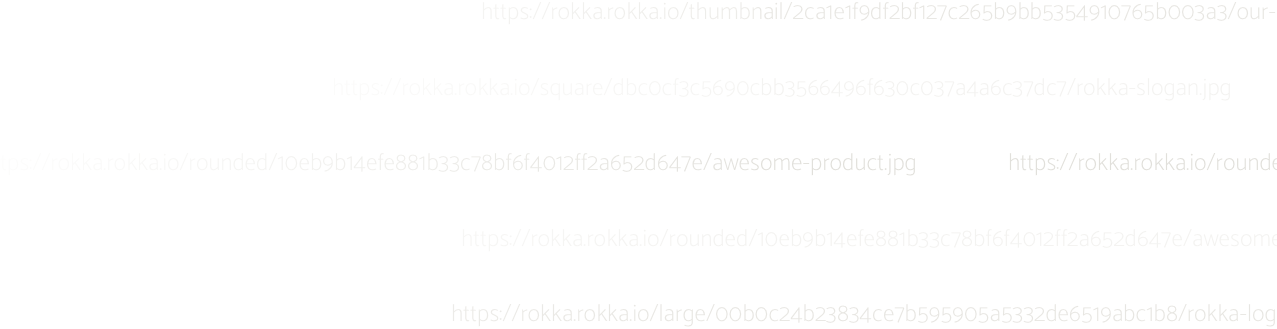 https://rokka.rokka.io/thumbnail/2ca1e1f9df2bf127c265b9bb5354910765b003a3/our-
https://rokka.rokka.io/square/dbc0cf3c5690cbb3566496f630c037a4a6c37dc7/rokka-slogan.jpg
ps://rokka.rokka.io/rounded/10eb9b14efe881b33c78bf6f4012ff2a652d647e/awesome-product.jpg https://rokka.rokka.io/rounde
https://rokka.rokka.io/rounded/10eb9b14efe881b33c78bf6f4012ff2a652d647e/awesome
https://rokka.rokka.io/large/00b0c24b23834ce7b595905a5332de6519abc1b8/rokka-log